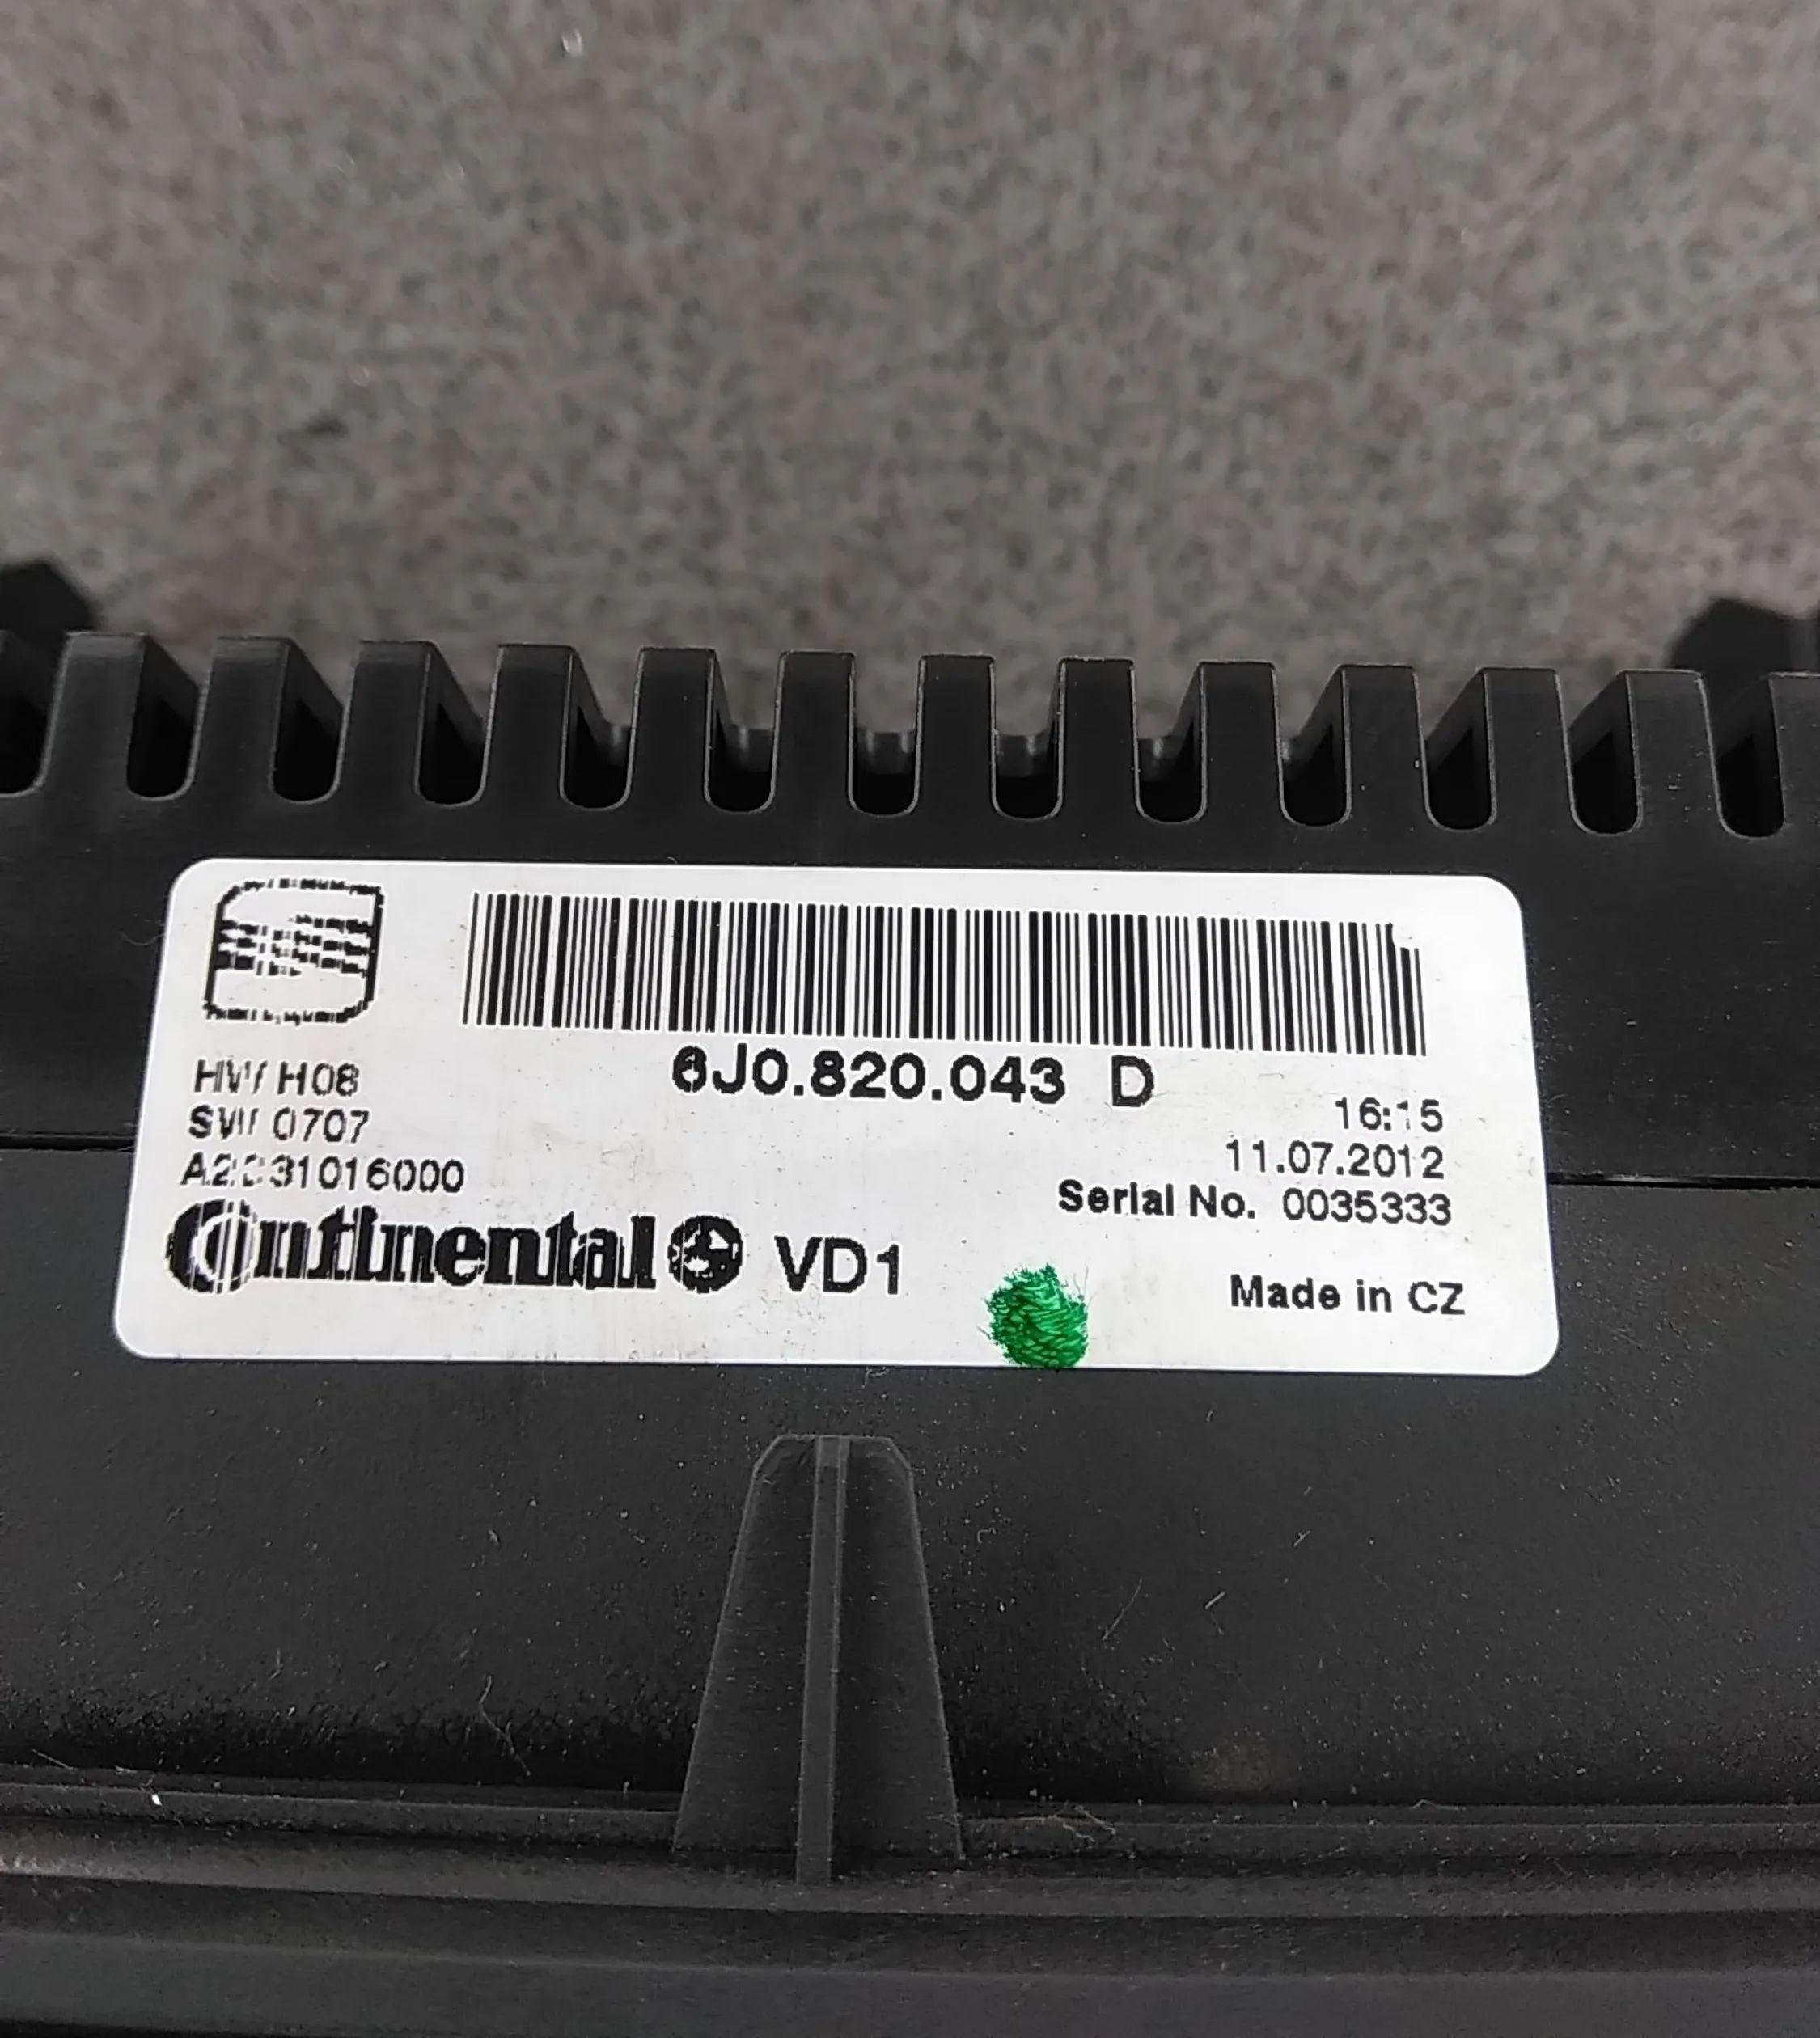 6J0.820.043 D
HW H08
SW 0707
16:15
11.07.2012
Serial No. 0035333
Continental VD1
Made in CZ